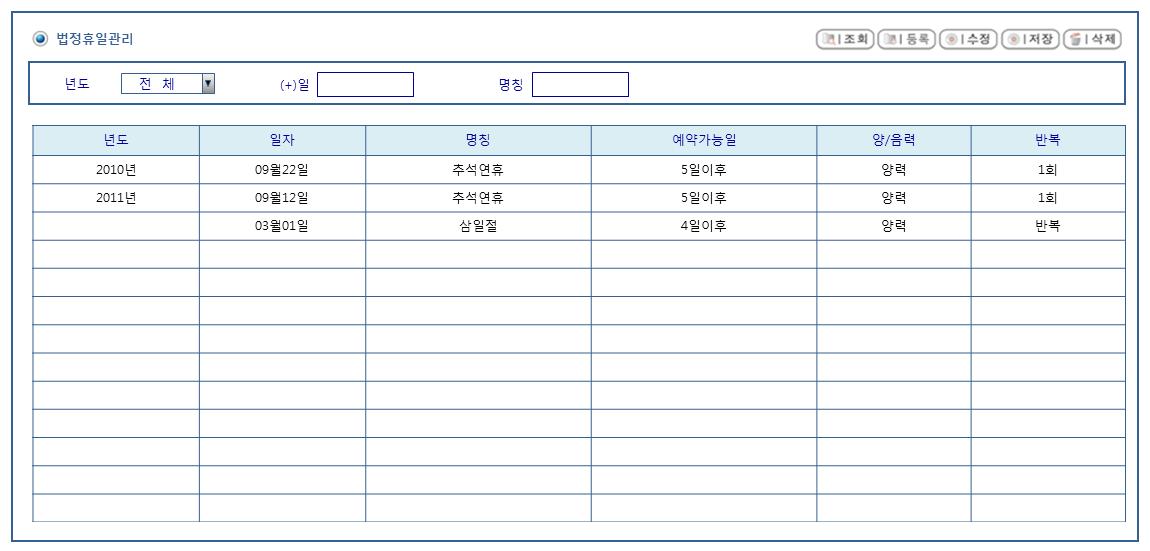 법정휴일관리
조회 등록 수정 저장 삭제
년도 전 체 (+)일 명칭
년도 일자 명칭 예약가능일 양/음력 반복
2010년 09월22일 추석연휴 5일이후 양력 1회
2011년 09월12일 추석연휴 5일이후 양력 1회
03월01일 삼일절 4일이후 양력 반복